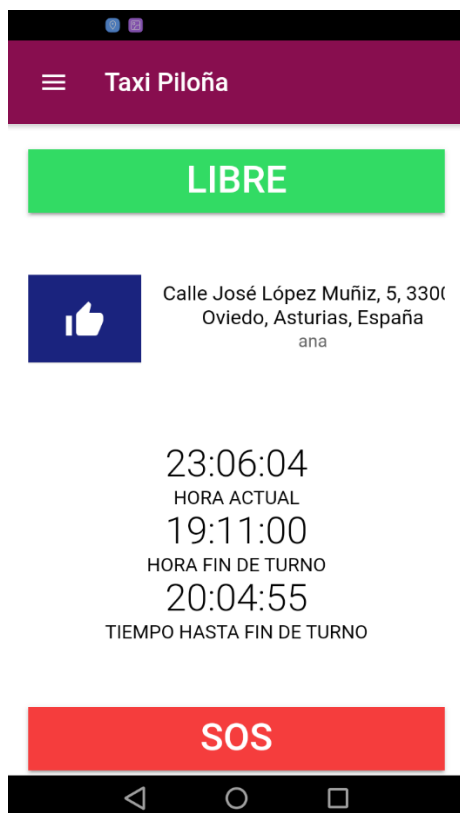 Taxi Piloña
LIBRE
Calle José López Muñiz, 5, 3300
Oviedo, Asturias, España
ana
23:06:04
HORA ACTUAL
19:11:00
HORA FIN DE TURNO
20:04:55
TIEMPO HASTA FIN DE TURNO
SOS